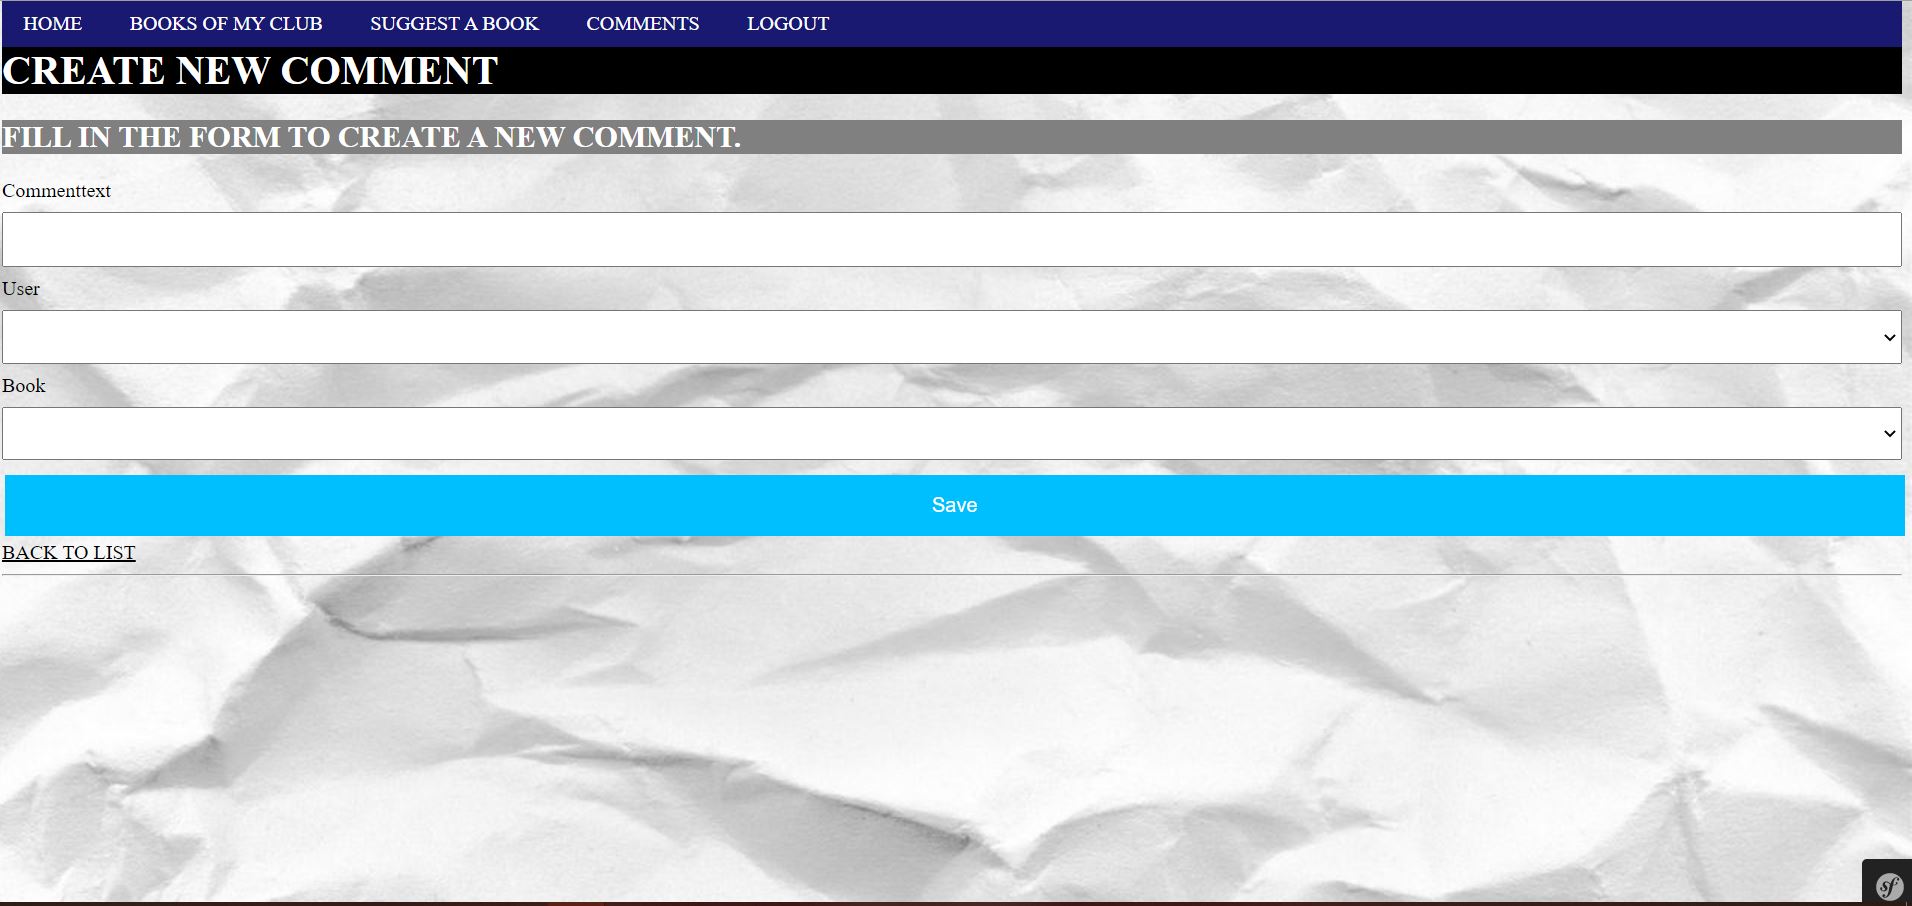 HOME BOOKS OF MY CLUB SUGGEST A BOOK COMMENTS LOGOUT
CREATE NEW COMMENT
FILL IN THE FORM TO CREATE A NEW COMMENT.
Commenttext
User
Book
Save
BACK TO LIST
sf